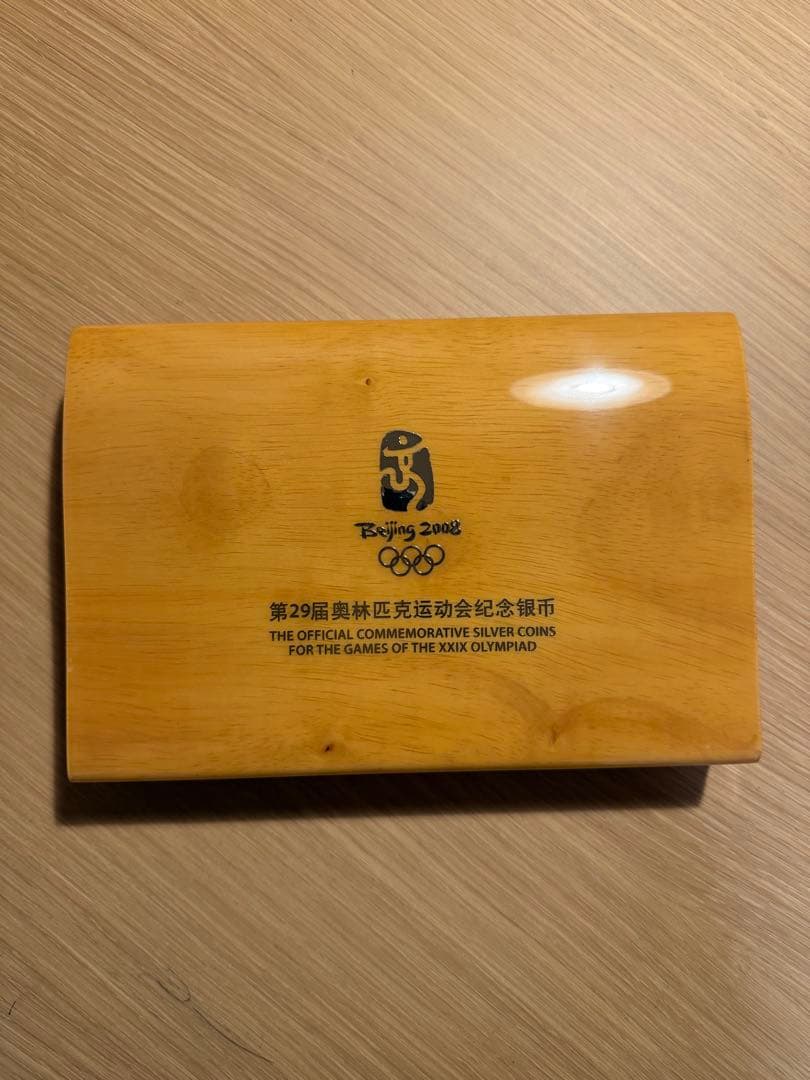 Beijing 2008
第29届奥林匹克运动会纪念银币
THE OFFICIAL COMMEMORATIVE SILVER COINS
FOR THE GAMES OF THE XXIX OLYMPIAD